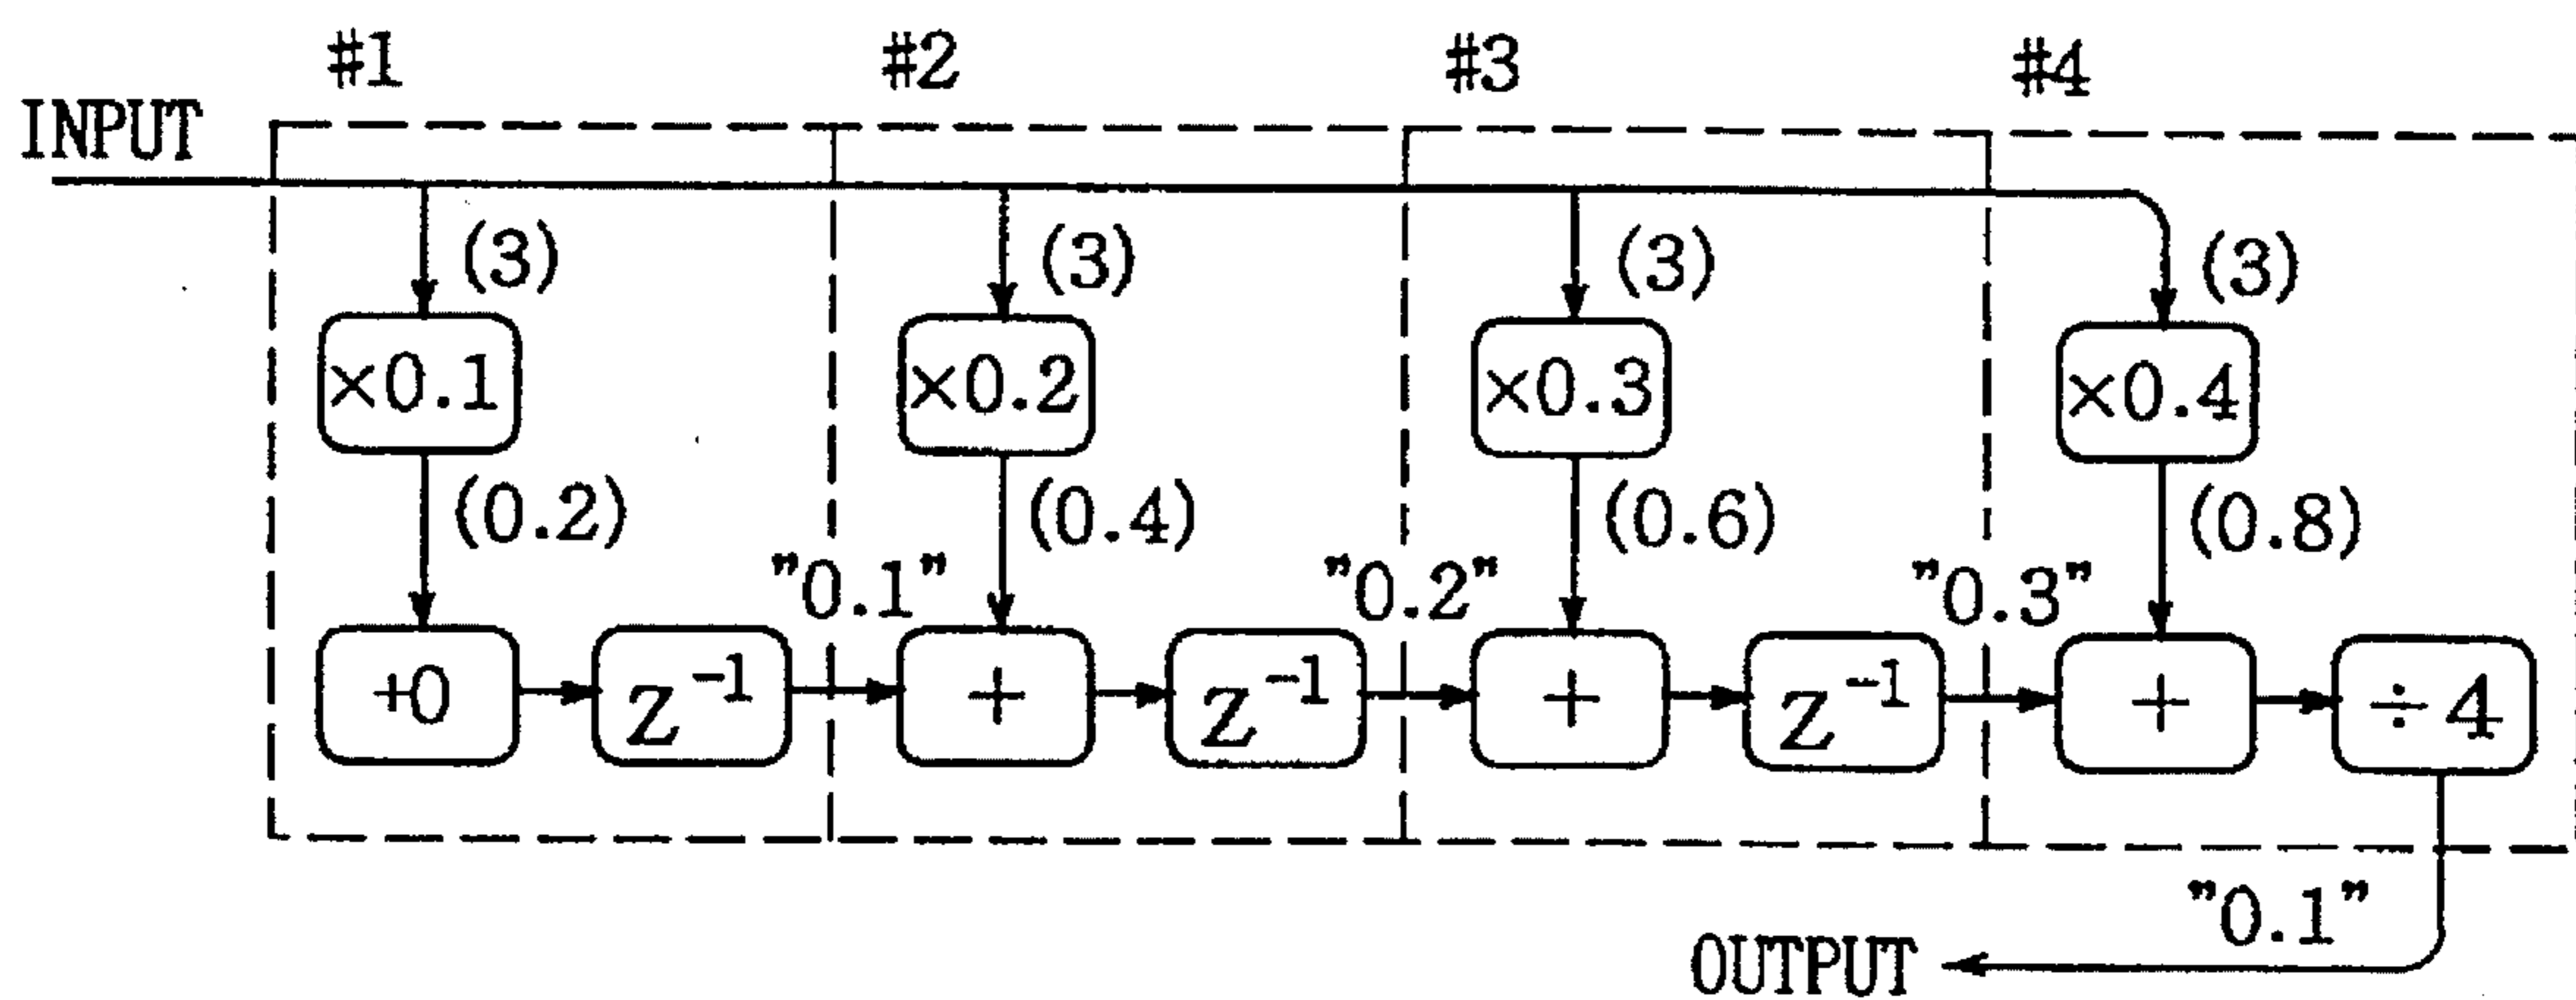 #1 #2 #3 #4
INPUT
(3) (3) (3) (3)
×0.1 ×0.2 ×0.3 ×0.4
(0.2) (0.4) (0.6) (0.8)
"0.1" "0.2" "0.3"
+0 z⁻¹ + z⁻¹ + z⁻¹ + ÷4
"0.1"
OUTPUT